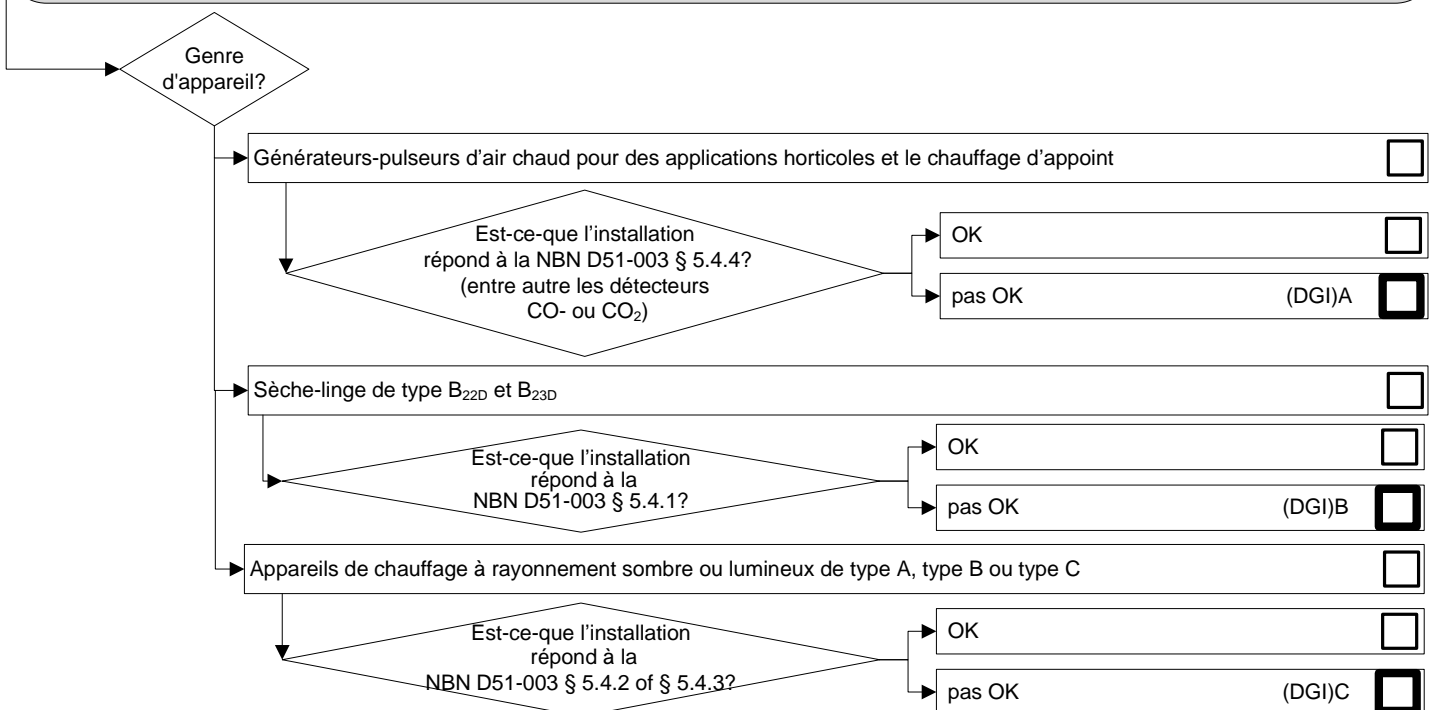 Genre
d'appareil?
Générateurs-pulseurs d’air chaud pour des applications horticoles et le chauffage d’appoint
Est-ce-que l’installation
répond à la NBN D51-003 § 5.4.4?
(entre autre les détecteurs
CO- ou CO₂)
OK
pas OK (DGI)A
Sèche-linge de type B₂₂D et B₂₃D
Est-ce-que l’installation
répond à la
NBN D51-003 § 5.4.1?
OK
pas OK (DGI)B
Appareils de chauffage à rayonnement sombre ou lumineux de type A, type B ou type C
Est-ce-que l’installation
répond à la
NBN D51-003 § 5.4.2 of § 5.4.3?
OK
pas OK (DGI)C